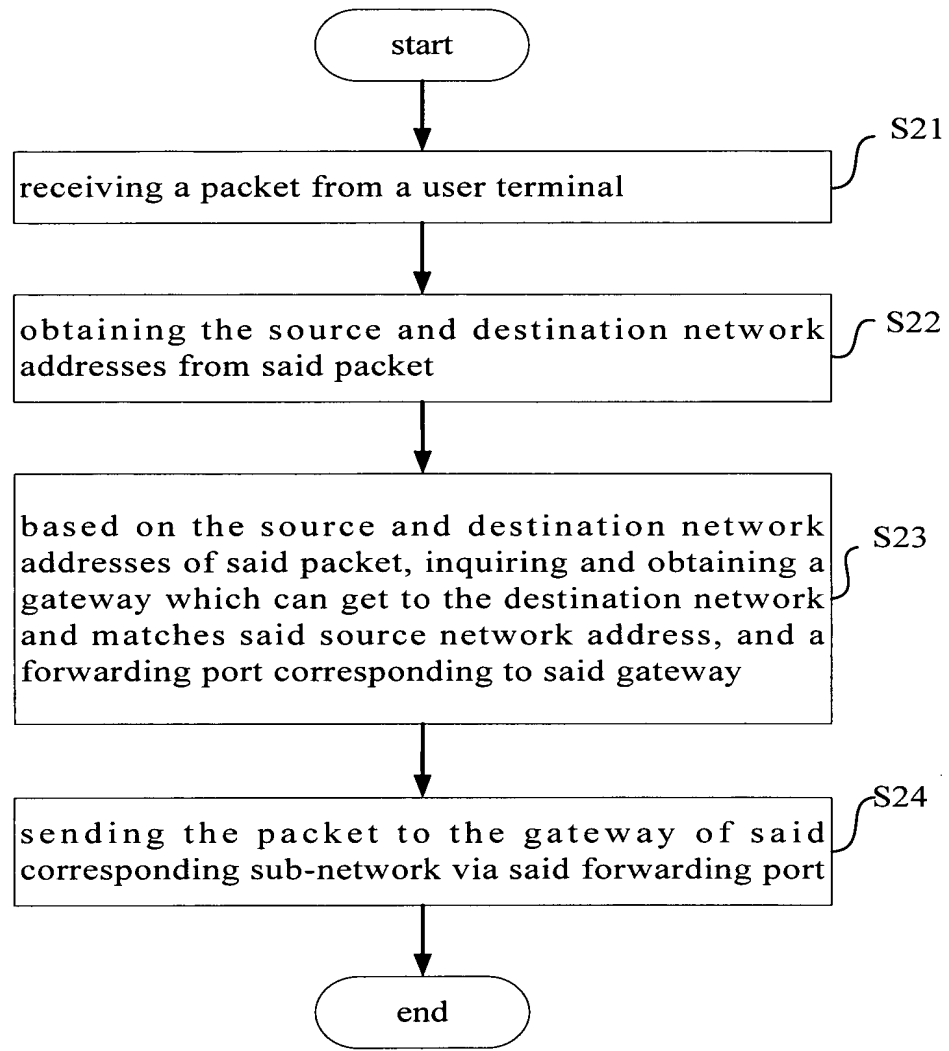 start
S21
receiving a packet from a user terminal
S22
obtaining the source and destination network
addresses from said packet
S23
based on the source and destination network
addresses of said packet, inquiring and obtaining a
gateway which can get to the destination network
and matches said source network address, and a
forwarding port corresponding to said gateway
S24
sending the packet to the gateway of said
corresponding sub-network via said forwarding port
end